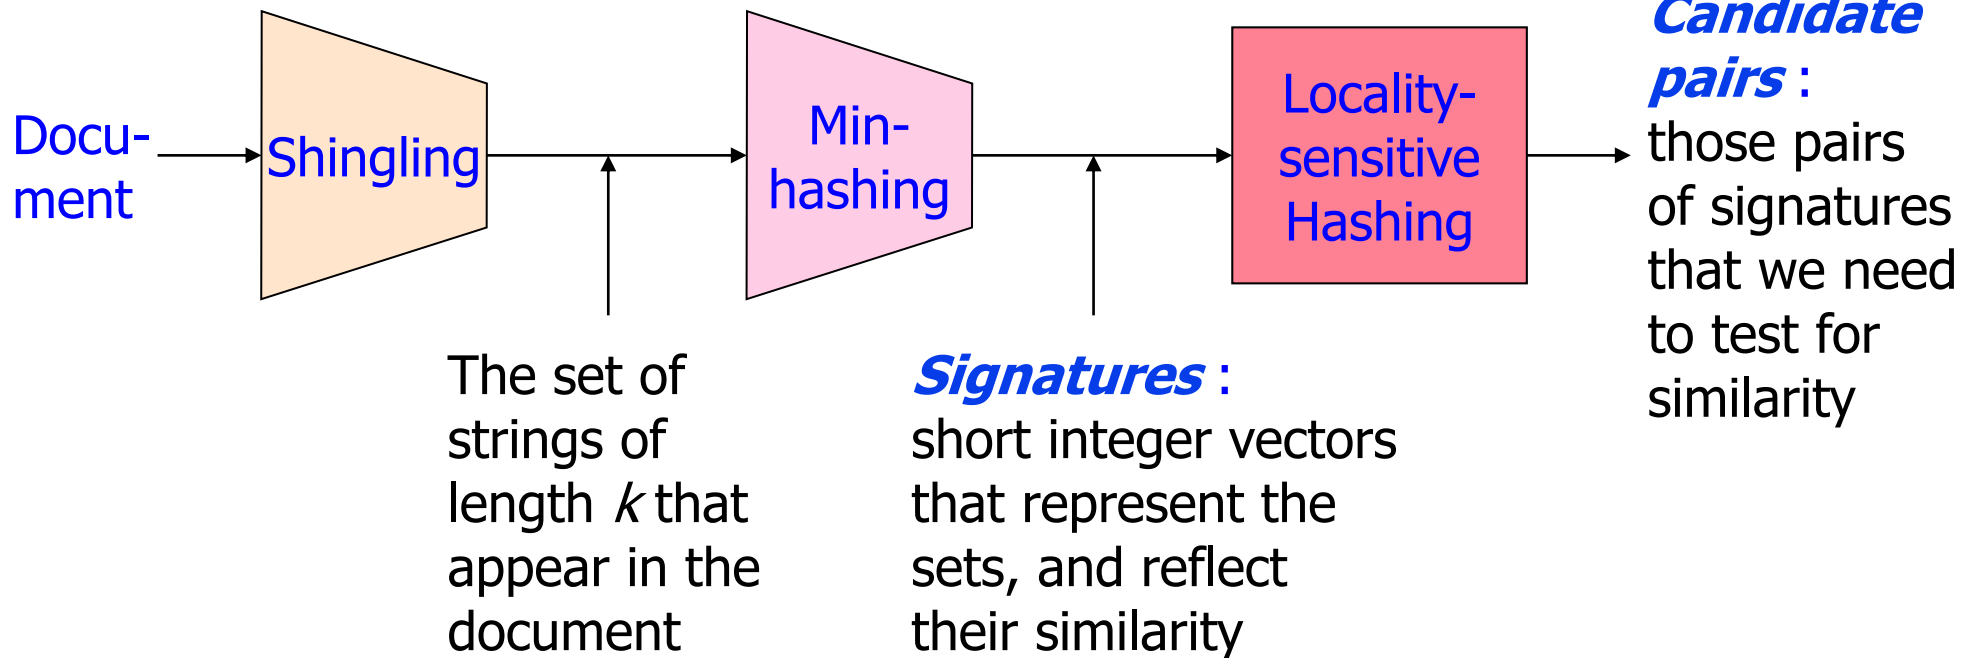 Docu-
ment
Shingling
Min-
hashing
Locality-
sensitive
Hashing
Candidate
pairs :
those pairs
of signatures
that we need
to test for
similarity
The set of
strings of
length k that
appear in the
document
Signatures :
short integer vectors
that represent the
sets, and reflect
their similarity